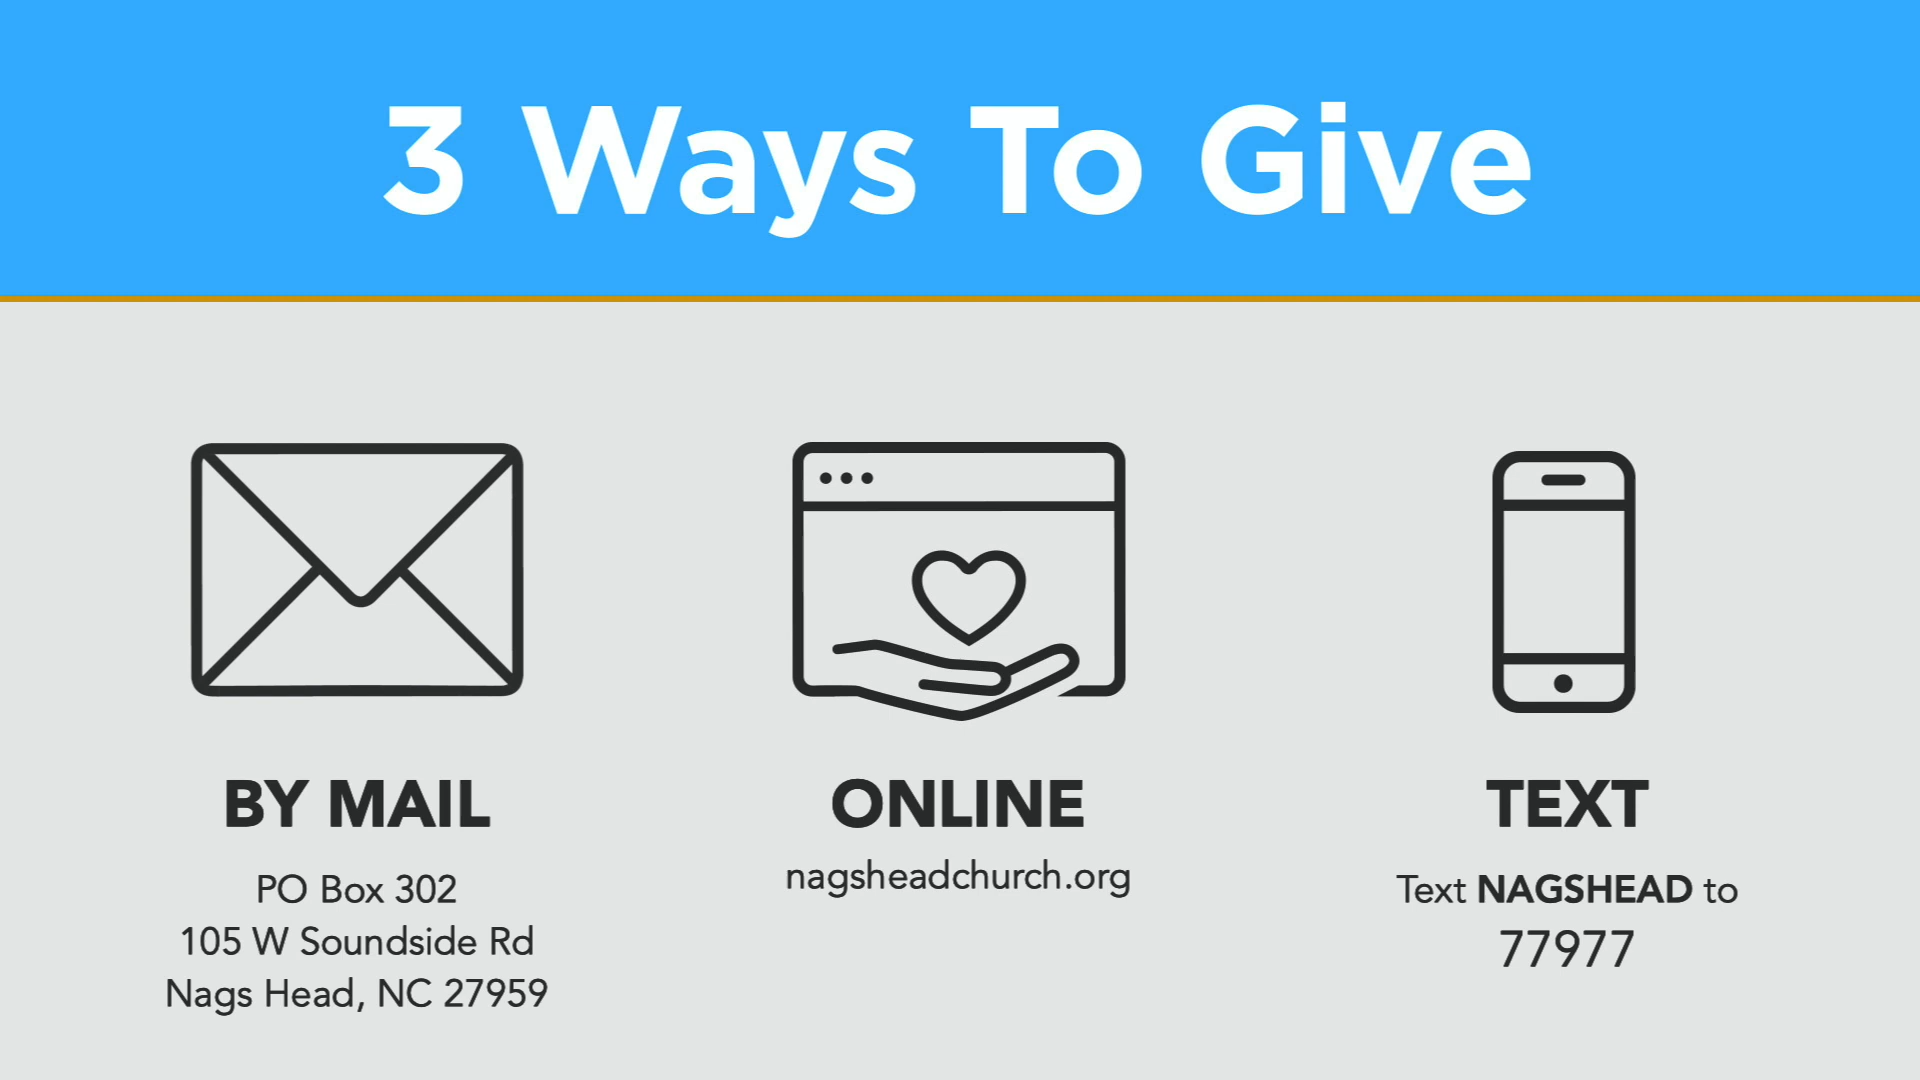 3 Ways To Give
BY MAIL
PO Box 302
105 W Soundside Rd
Nags Head, NC 27959
ONLINE
nagsheadchurch.org
TEXT
Text NAGSHEAD to
77977